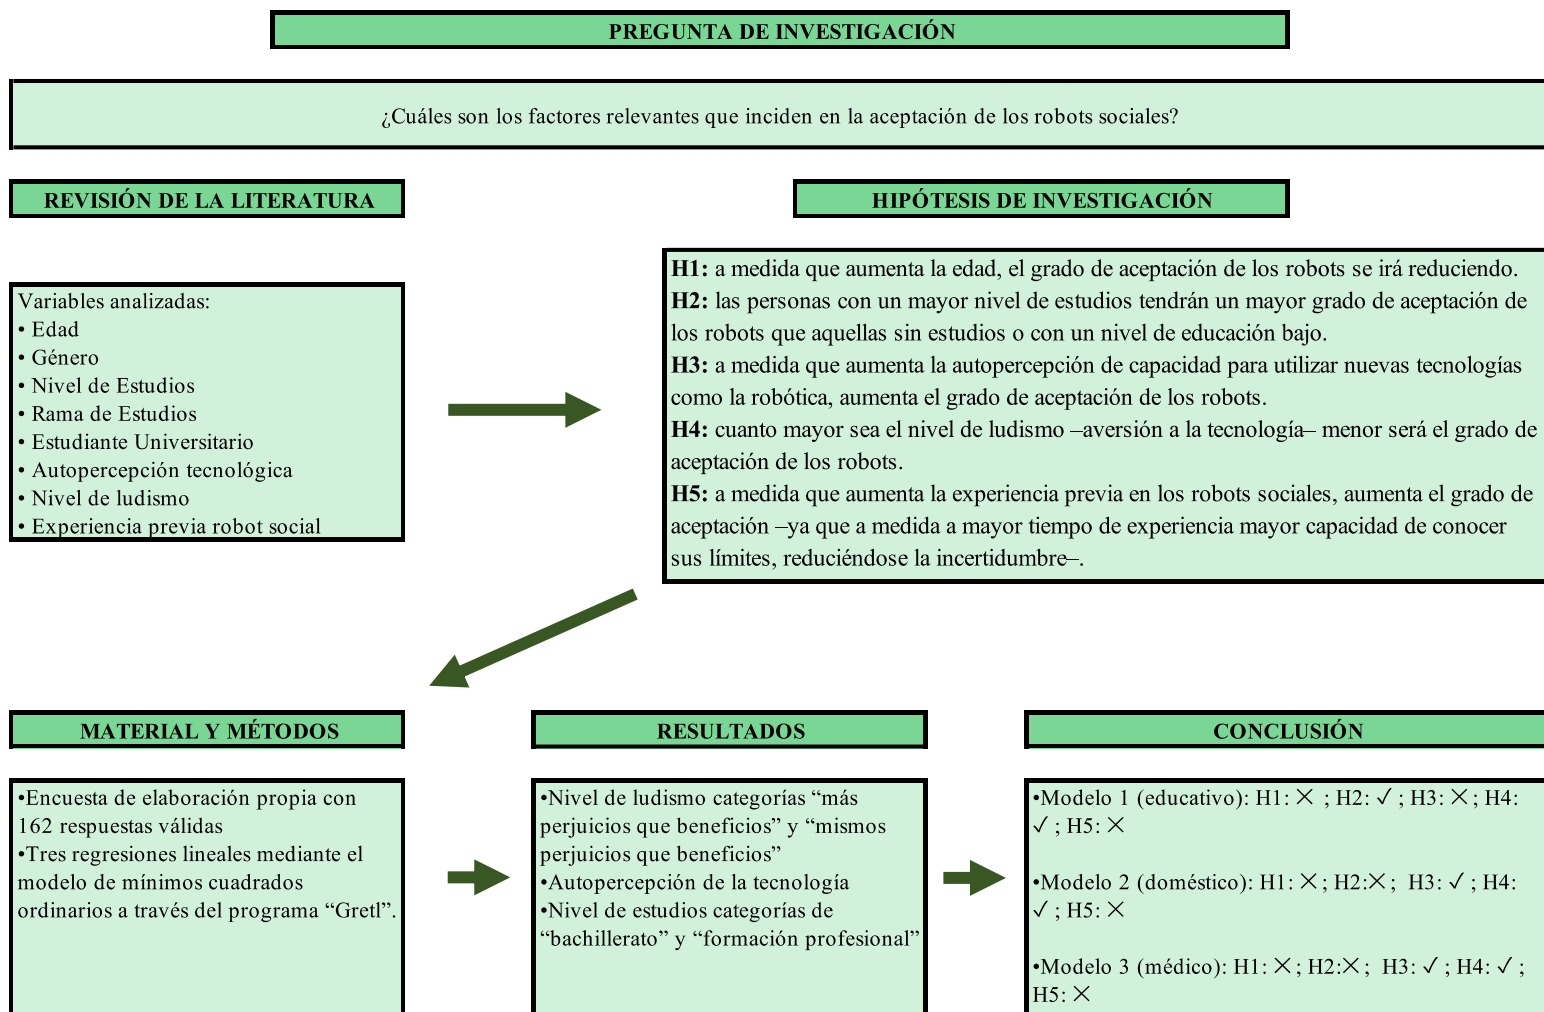 PREGUNTA DE INVESTIGACIÓN
¿Cuáles son los factores relevantes que inciden en la aceptación de los robots sociales?
REVISIÓN DE LA LITERATURA
Variables analizadas:
• Edad
• Género
• Nivel de Estudios
• Rama de Estudios
• Estudiante Universitario
• Autopercepción tecnológica
• Nivel de ludismo
• Experiencia previa robot social
HIPÓTESIS DE INVESTIGACIÓN
H1: a medida que aumenta la edad, el grado de aceptación de los robots se irá reduciendo.
H2: las personas con un mayor nivel de estudios tendrán un mayor grado de aceptación de
los robots que aquellas sin estudios o con un nivel de educación bajo.
H3: a medida que aumenta la autopercepción de capacidad para utilizar nuevas tecnologías
como la robótica, aumenta el grado de aceptación de los robots.
H4: cuanto mayor sea el nivel de ludismo –aversión a la tecnología– menor será el grado de
aceptación de los robots.
H5: a medida que aumenta la experiencia previa en los robots sociales, aumenta el grado de
aceptación –ya que a medida a mayor tiempo de experiencia mayor capacidad de conocer
sus límites, reduciéndose la incertidumbre–.
MATERIAL Y MÉTODOS
•Encuesta de elaboración propia con
162 respuestas válidas
•Tres regresiones lineales mediante el
modelo de mínimos cuadrados
ordinarios a través del programa “Gretl”.
RESULTADOS
•Nivel de ludismo categorías “más
perjuicios que beneficios” y “mismos
perjuicios que beneficios”
•Autopercepción de la tecnología
•Nivel de estudios categorías de
“bachillerato” y “formación profesional”
CONCLUSIÓN
•Modelo 1 (educativo): H1: ✕ ; H2: ✓ ; H3: ✕ ; H4:
✓ ; H5: ✕
•Modelo 2 (doméstico): H1: ✕ ; H2:✕ ; H3: ✓ ; H4:
✓ ; H5: ✕
•Modelo 3 (médico): H1: ✕ ; H2:✕ ; H3: ✓ ; H4: ✓ ;
H5: ✕